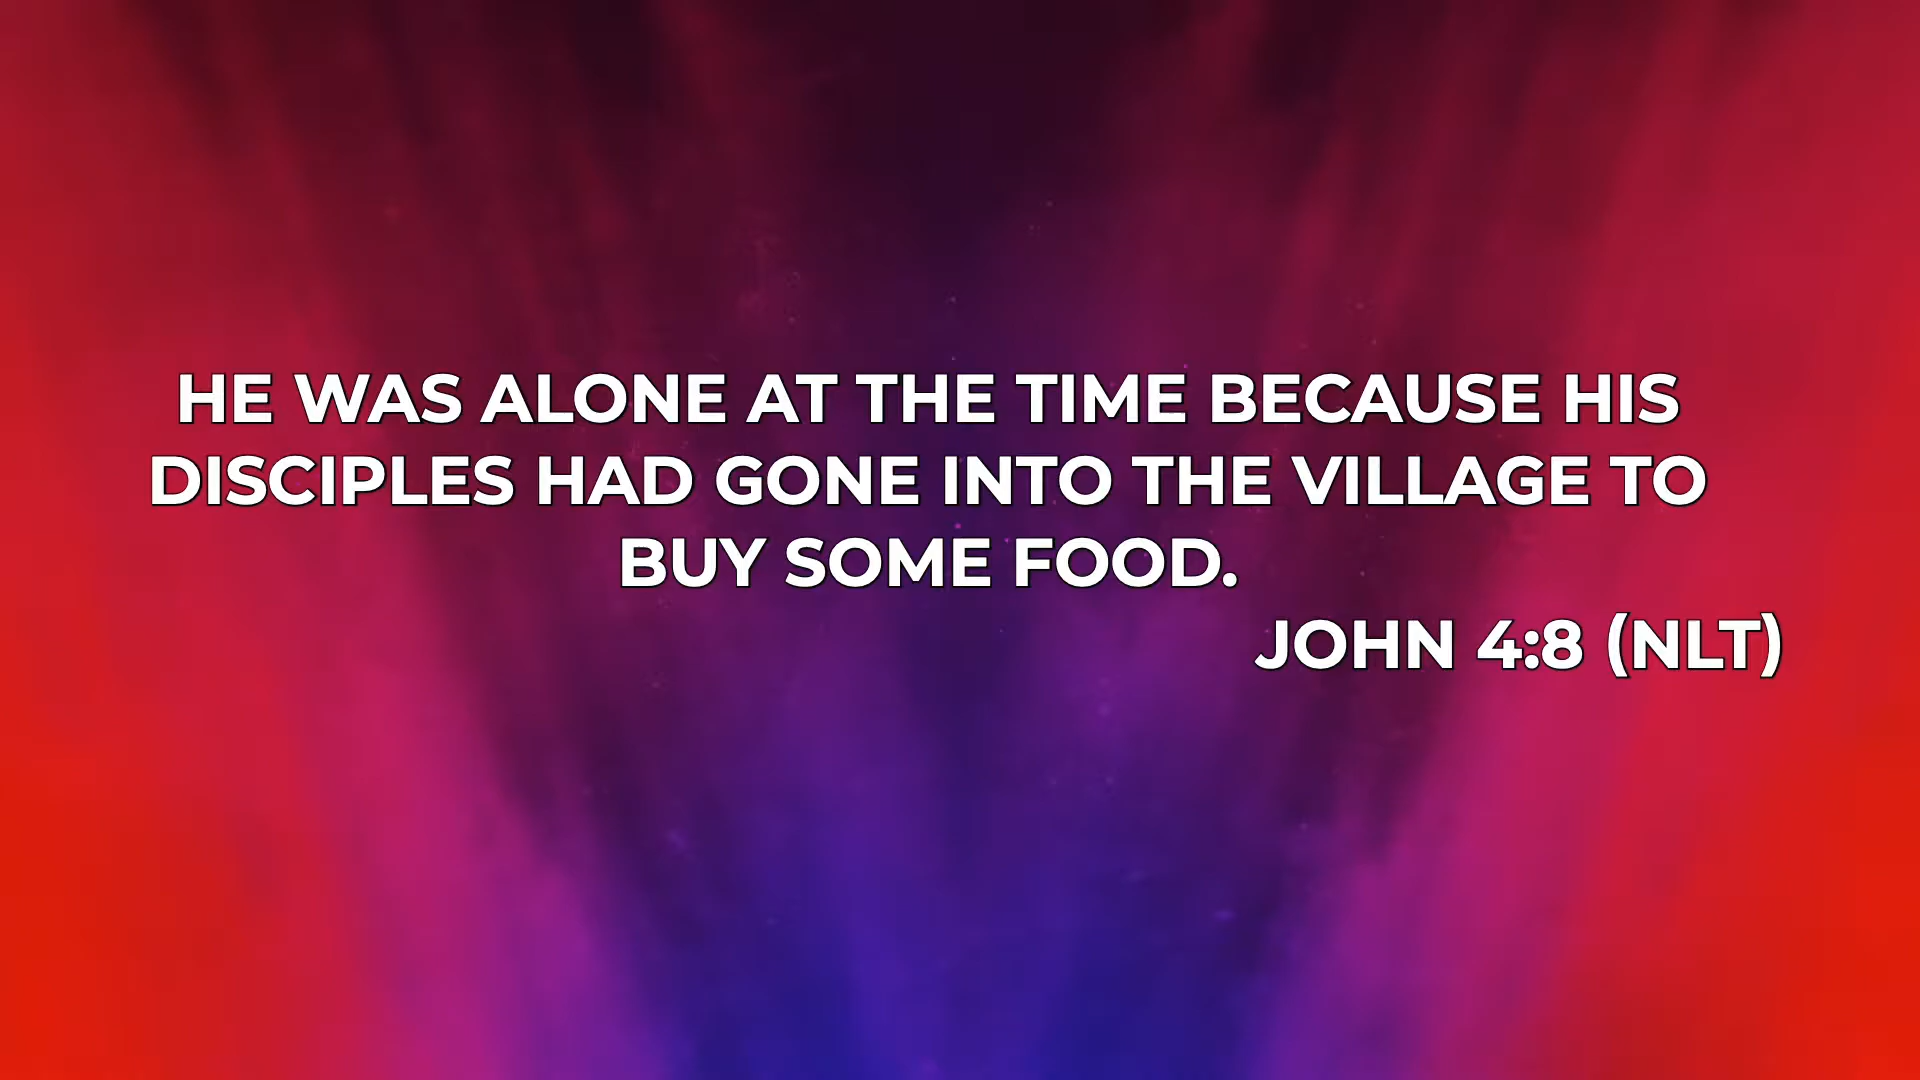 HE WAS ALONE AT THE TIME BECAUSE HIS
DISCIPLES HAD GONE INTO THE VILLAGE TO
BUY SOME FOOD.
JOHN 4:8 (NLT)